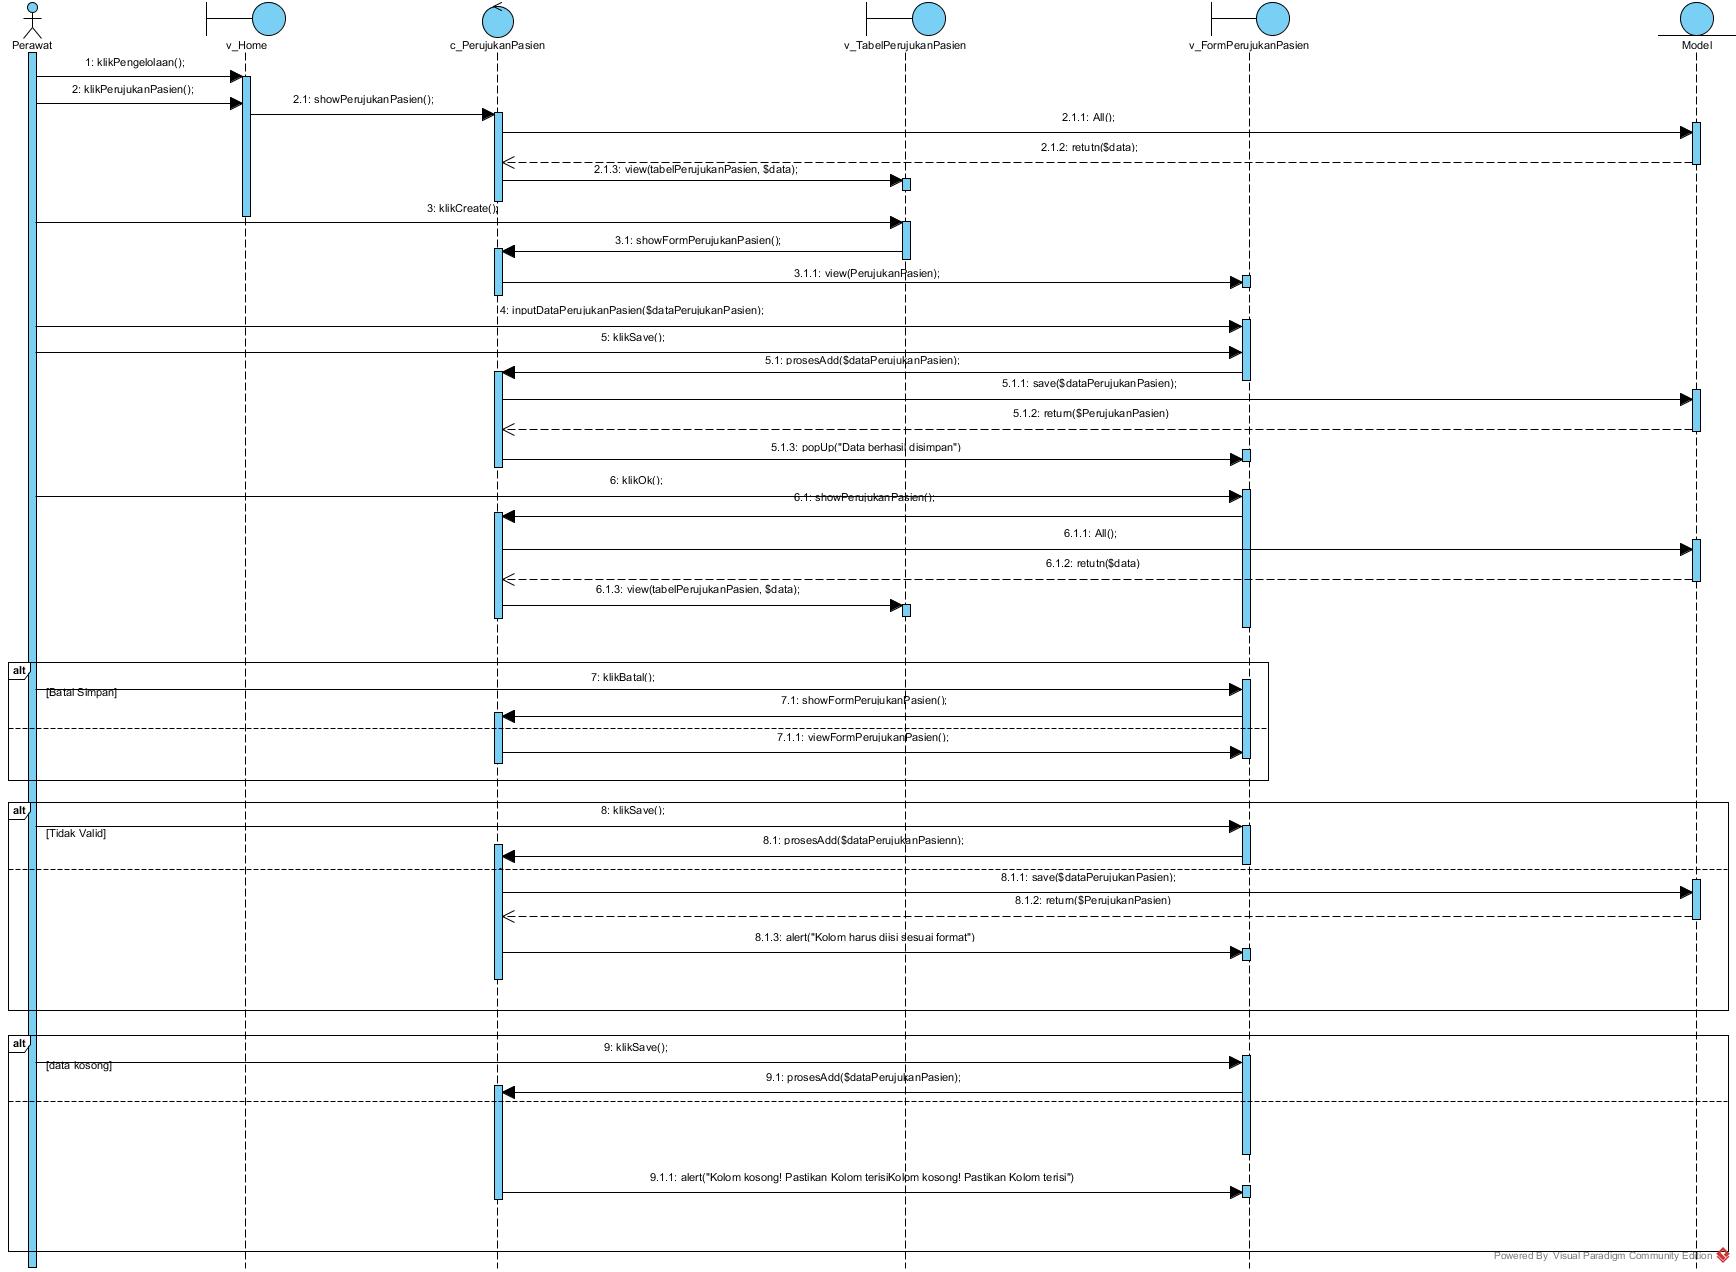 Perawat
v_Home
c_PerujukanPasien
v_TabelPerujukanPasien
v_FormPerujukanPasien
Model
1: klikPengelolaan();
2: klikPerujukanPasien();
2.1: showPerujukanPasien();
2.1.1: All();
2.1.2: retutn($data);
2.1.3: view(tabelPerujukanPasien, $data);
3: klikCreate();
3.1: showFormPerujukanPasien();
3.1.1: view(PerujukanPasien);
4: inputDataPerujukanPasien($dataPerujukanPasien);
5: klikSave();
5.1: prosesAdd($dataPerujukanPasien);
5.1.1: save($dataPerujukanPasien);
5.1.2: return($PerujukanPasien)
5.1.3: popUp("Data berhasil disimpan")
6: klikOk();
6.1: showPerujukanPasien();
6.1.1: All();
6.1.2: retutn($data)
6.1.3: view(tabelPerujukanPasien, $data);
alt
7: klikBatal();
[Batal Simpan]
7.1: showFormPerujukanPasien();
7.1.1: viewFormPerujukanPasien();
alt
8: klikSave();
[Tidak Valid]
8.1: prosesAdd($dataPerujukanPasienn);
8.1.1: save($dataPerujukanPasien);
8.1.2: return($PerujukanPasien)
8.1.3: alert("Kolom harus diisi sesuai format")
alt
9: klikSave();
[data kosong]
9.1: prosesAdd($dataPerujukanPasien);
9.1.1: alert("Kolom kosong! Pastikan Kolom terisiKolom kosong! Pastikan Kolom terisi")
Powered By Visual Paradigm Community Edition